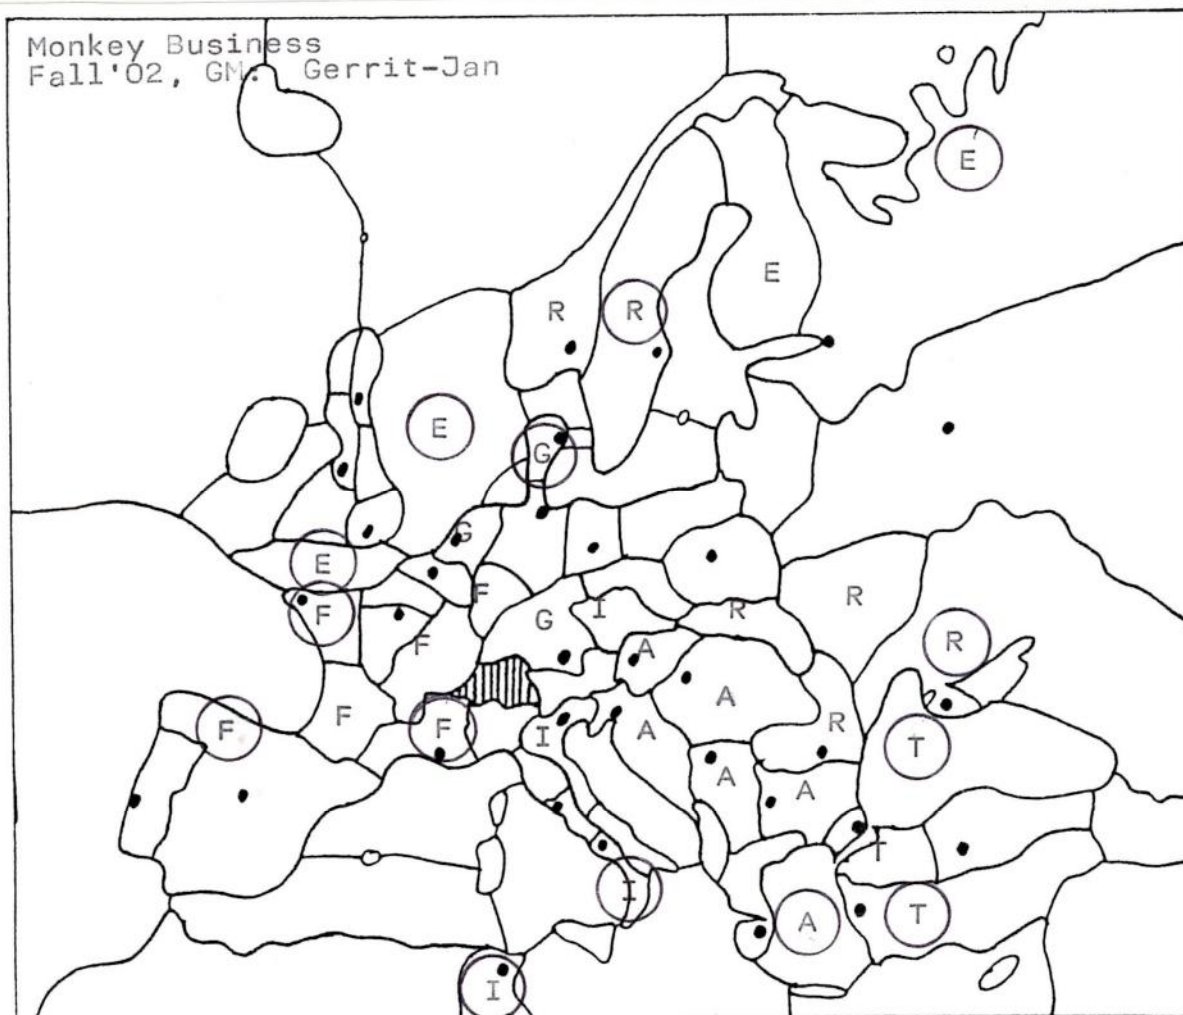 Monkey Business
Fall'02, GM: Gerrit-Jan
E
E
R R
E
G
G
E
F I R R
F G
F A R
A
F F F I A R
T
A A
T
I
A T
I